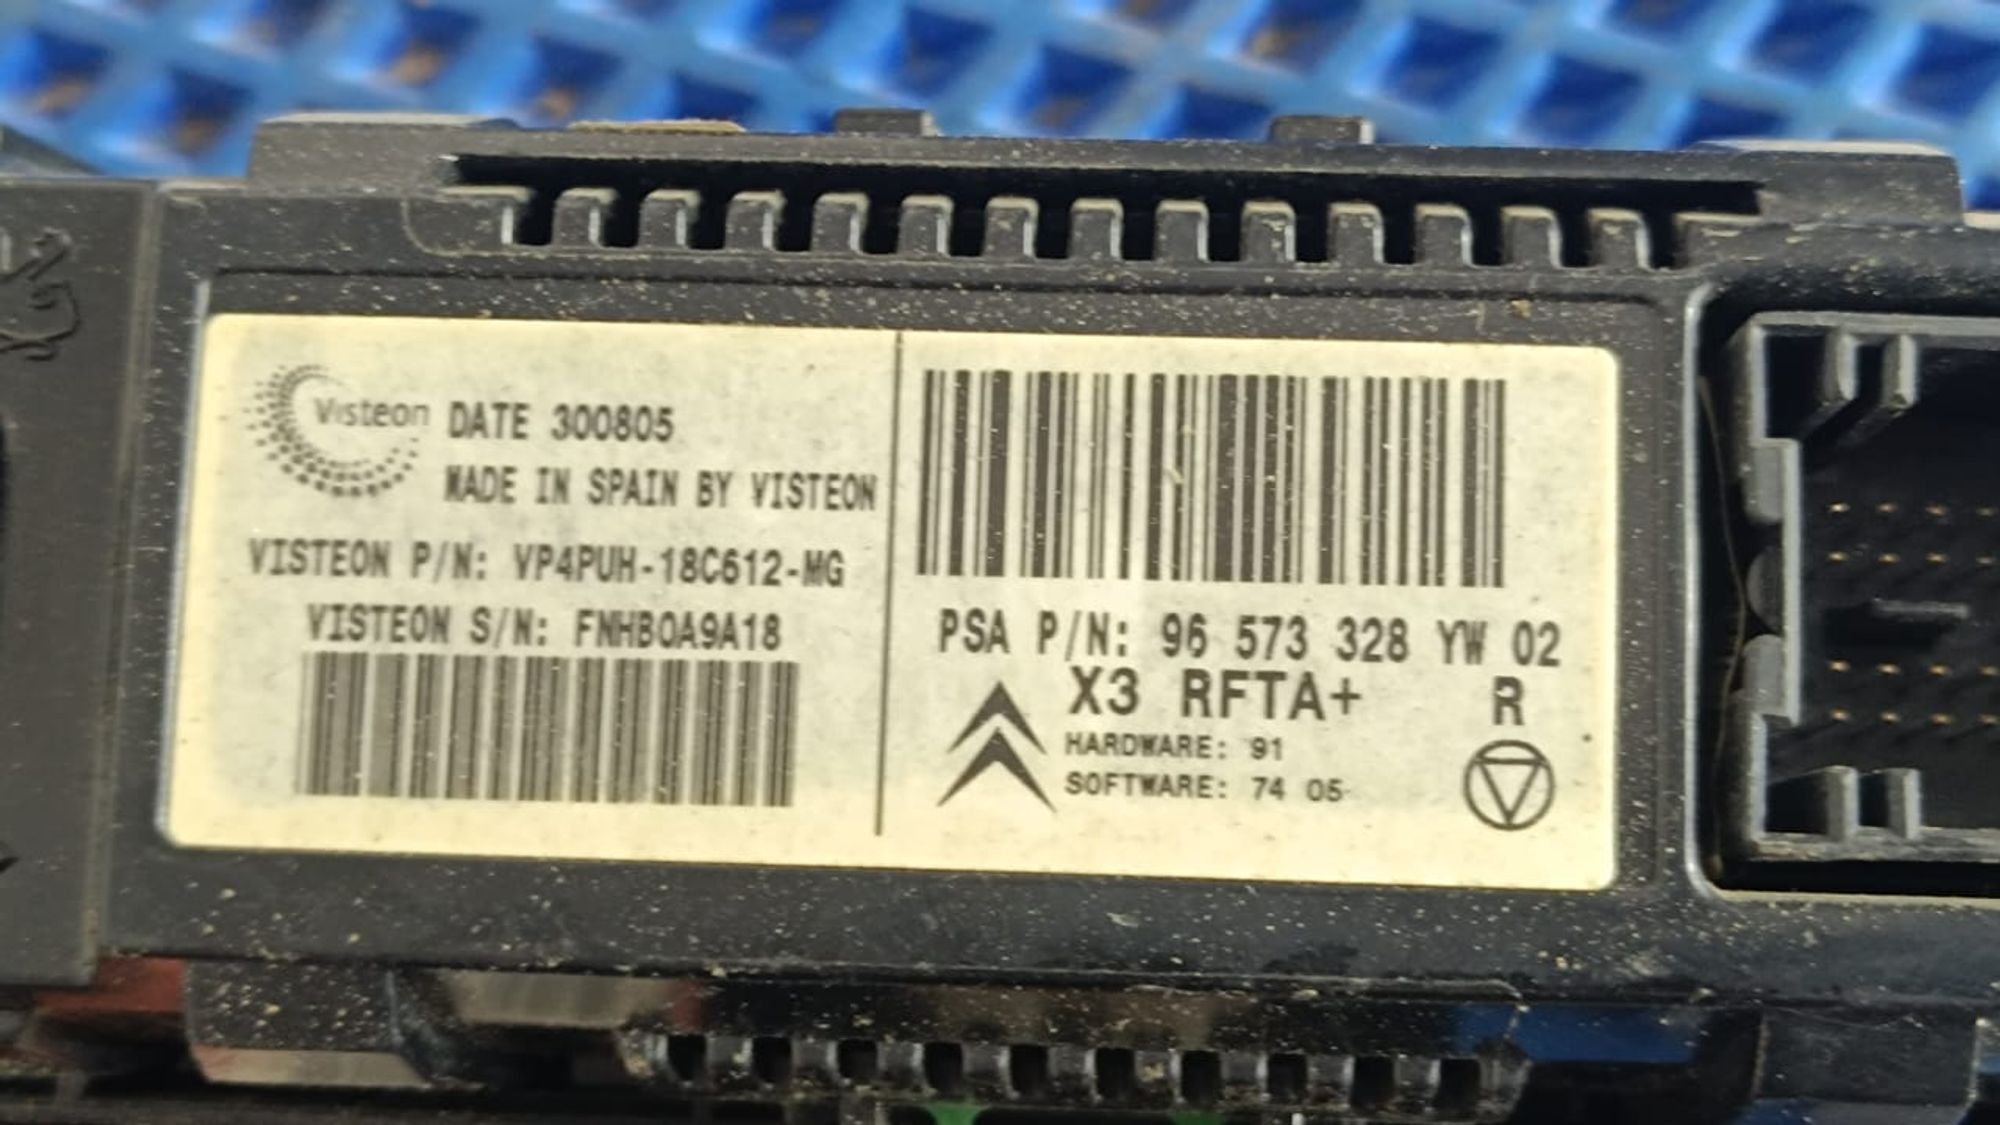 Visteon
DATE 300805
MADE IN SPAIN BY VISTEON
VISTEON P/N: VP4PUH-18C612-MG
VISTEON S/N: FNHB0A9A18
PSA P/N: 96 573 328 YW 02
X3 RFTA+ R
HARDWARE: 91
SOFTWARE: 74 05